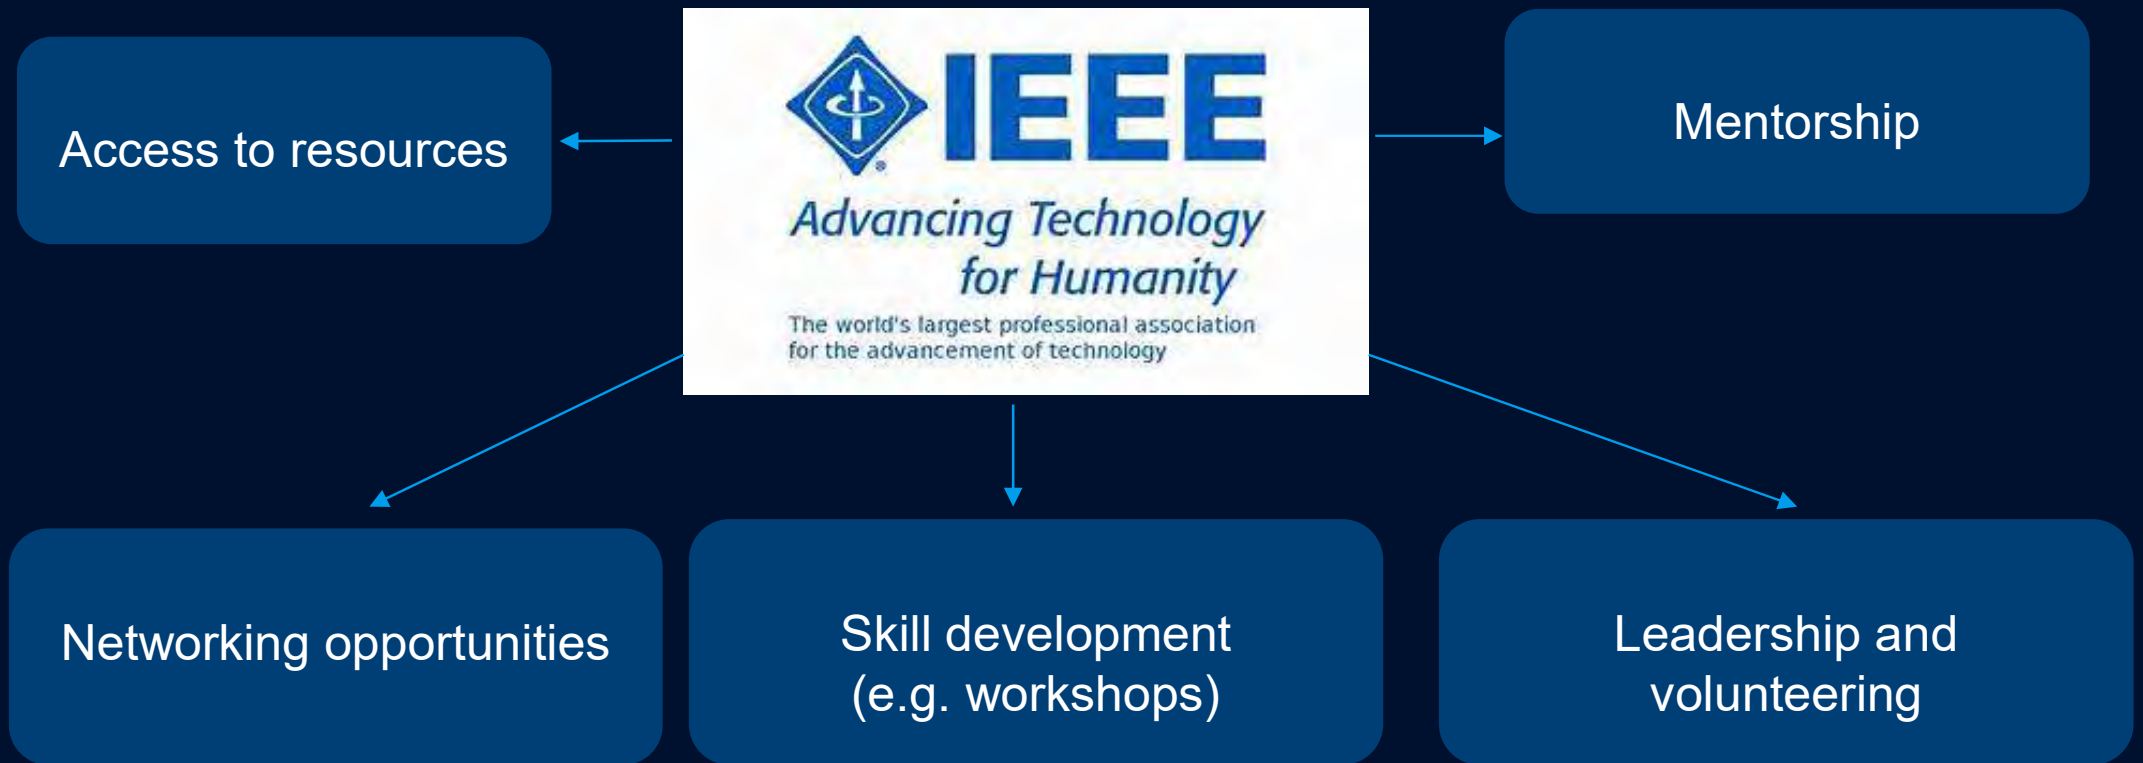 Access to resources
IEEE
®
Advancing Technology
for Humanity
The world's largest professional association
for the advancement of technology
Mentorship
Networking opportunities
Skill development
(e.g. workshops)
Leadership and
volunteering